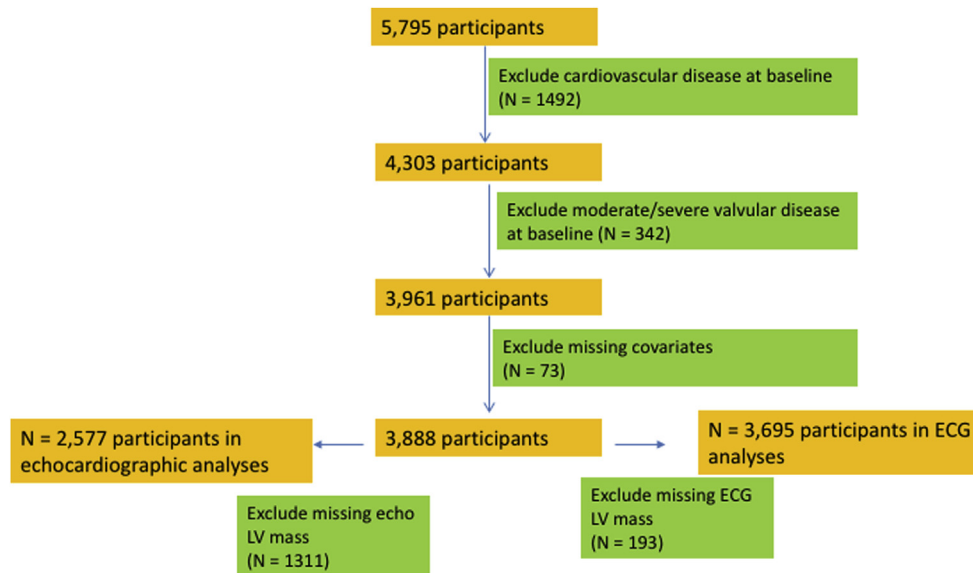 5,795 participants
Exclude cardiovascular disease at baseline
(N = 1492)
4,303 participants
Exclude moderate/severe valvular disease
at baseline (N = 342)
3,961 participants
Exclude missing covariates
(N = 73)
N = 2,577 participants in
echocardiographic analyses
3,888 participants
N = 3,695 participants in ECG
analyses
Exclude missing echo
LV mass
(N = 1311)
Exclude missing ECG
LV mass
(N = 193)